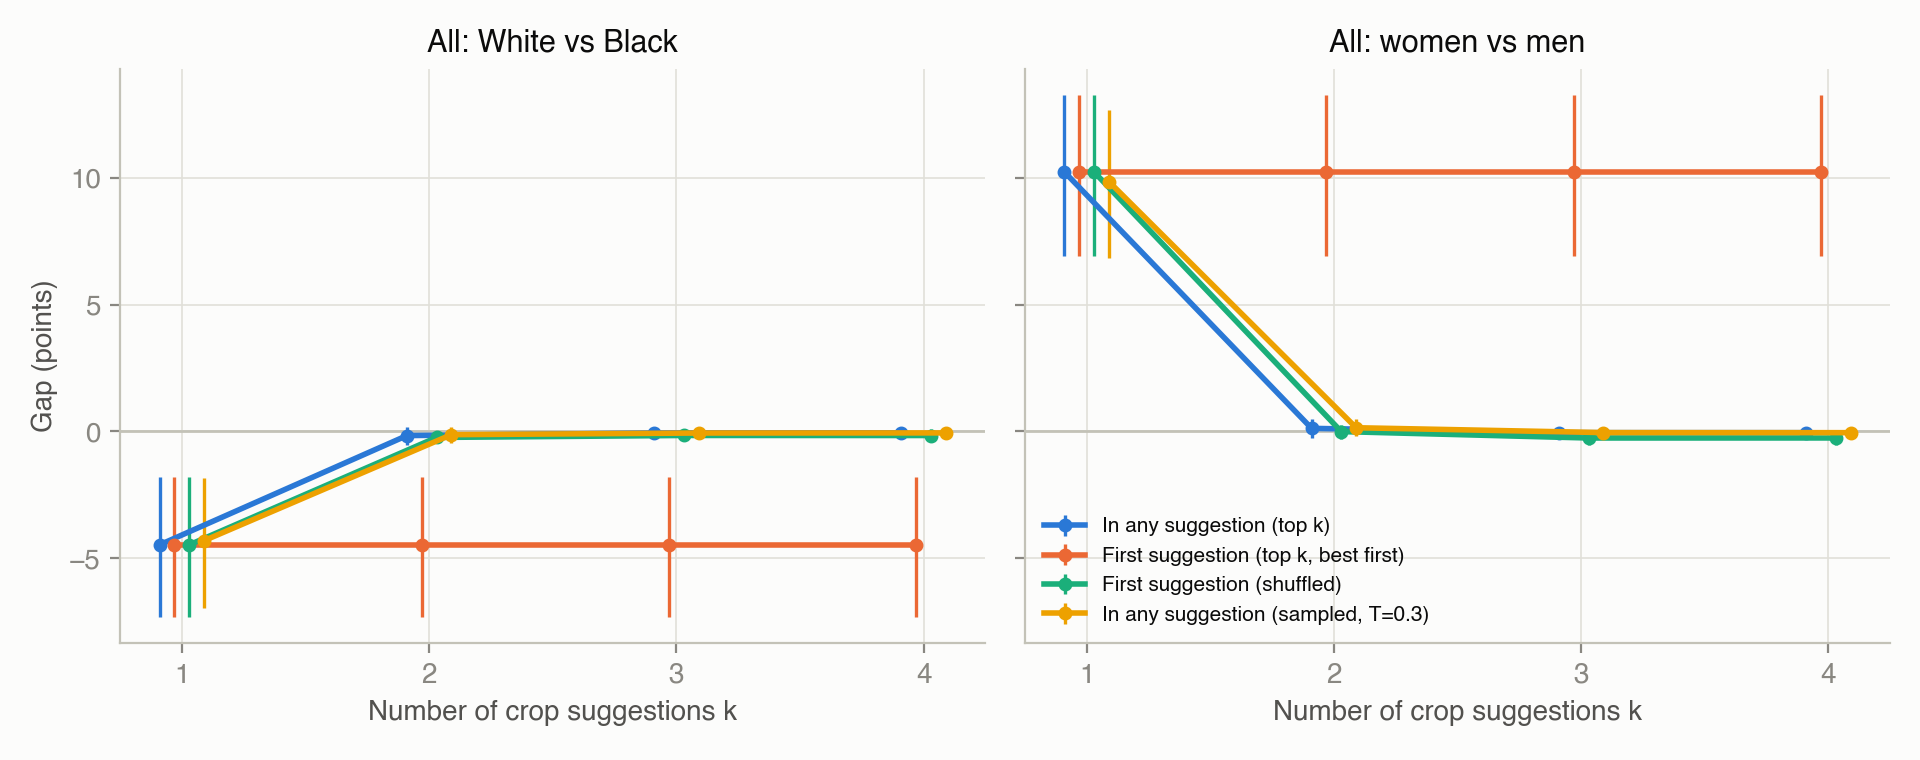 All: White vs Black
All: women vs men
Gap (points)
10
5
0
−5
1 2 3 4
1 2 3 4
Number of crop suggestions k
Number of crop suggestions k
In any suggestion (top k)
First suggestion (top k, best first)
First suggestion (shuffled)
In any suggestion (sampled, T=0.3)